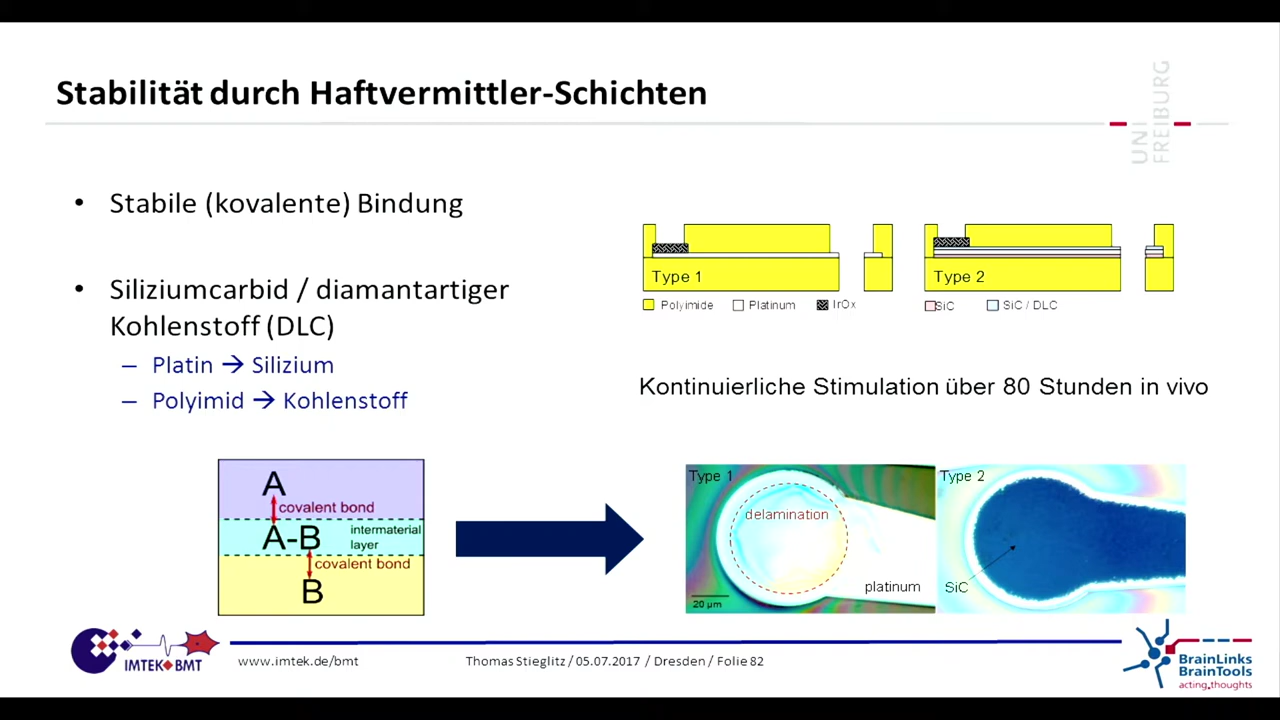 Stabilität durch Haftvermittler-Schichten
UNI
FREIBURG
• Stabile (kovalente) Bindung
• Siliziumcarbid / diamantartiger
Kohlenstoff (DLC)
– Platin → Silizium
– Polyimid → Kohlenstoff
Type 1
Type 2
Polyimide
Platinum
IrOx
SiC
SiC / DLC
Kontinuierliche Stimulation über 80 Stunden in vivo
A
covalent bond
A-B
intermaterial
layer
covalent bond
B
Type 1
delamination
platinum
20 µm
Type 2
SiC
IMTEK BMT
www.imtek.de/bmt
Thomas Stieglitz / 05.07.2017 / Dresden / Folie 82
BrainLinks
BrainTools
acting.thoughts